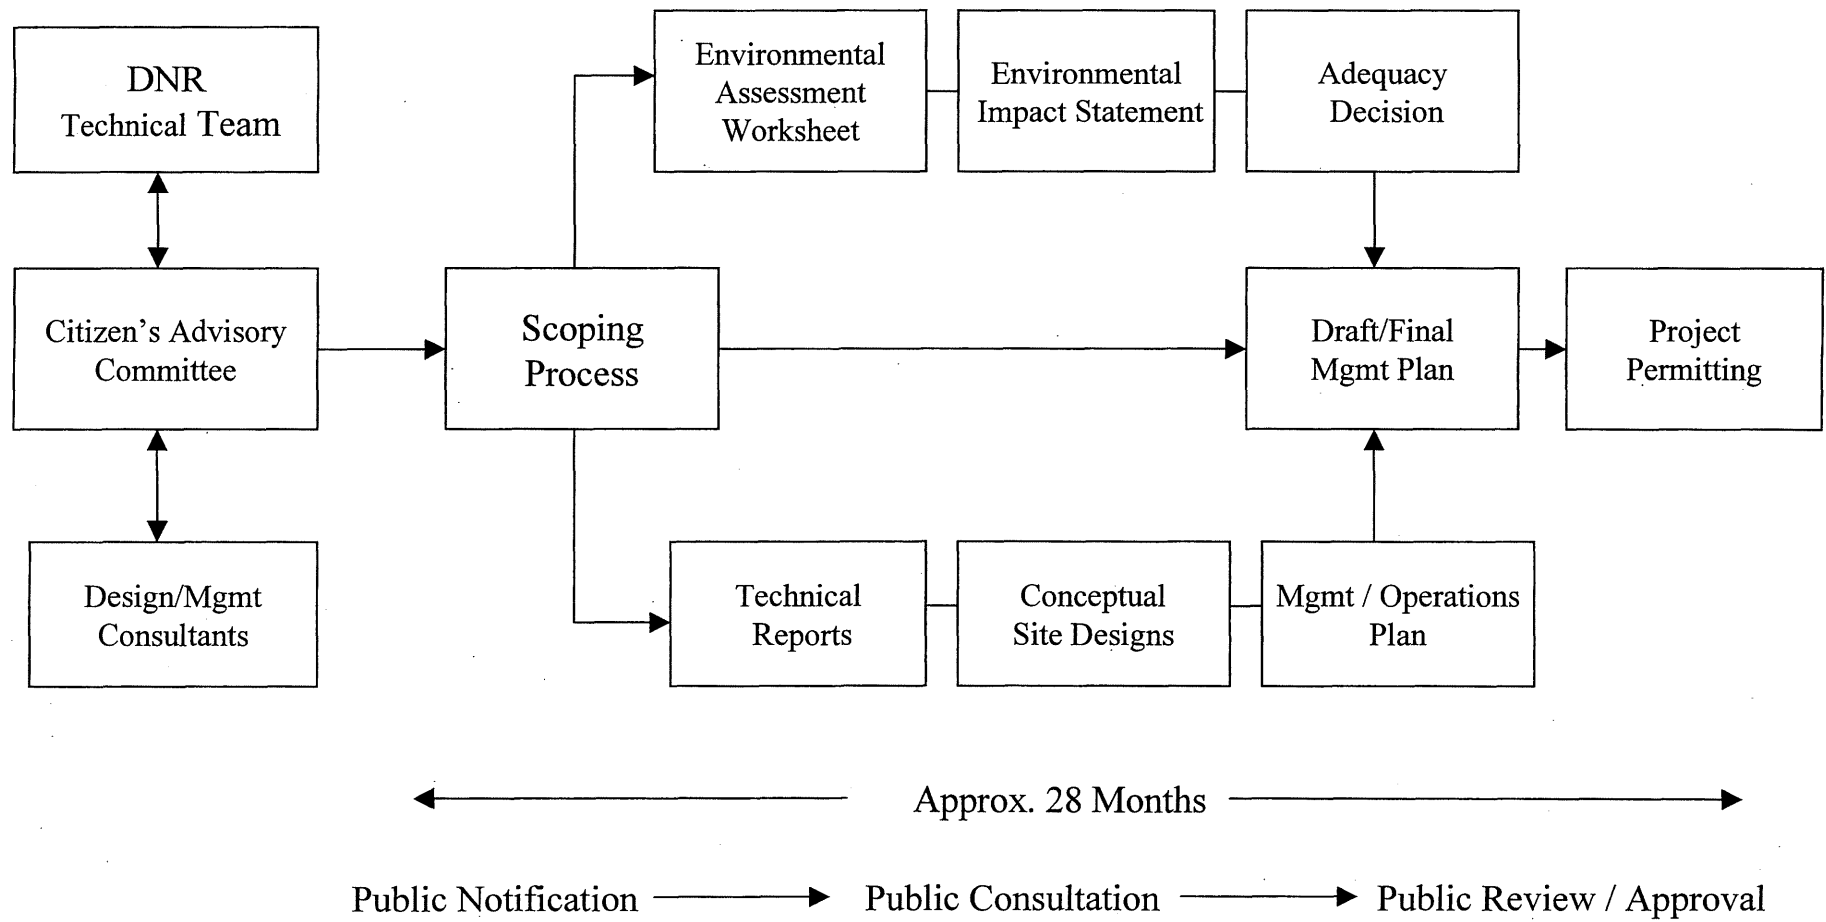 DNR
Technical Team
Environmental
Assessment
Worksheet
Environmental
Impact Statement
Adequacy
Decision
Citizen's Advisory
Committee
Scoping
Process
Draft/Final
Mgmt Plan
Project
Permitting
Design/Mgmt
Consultants
Technical
Reports
Conceptual
Site Designs
Mgmt / Operations
Plan
Approx. 28 Months
Public Notification
Public Consultation
Public Review / Approval